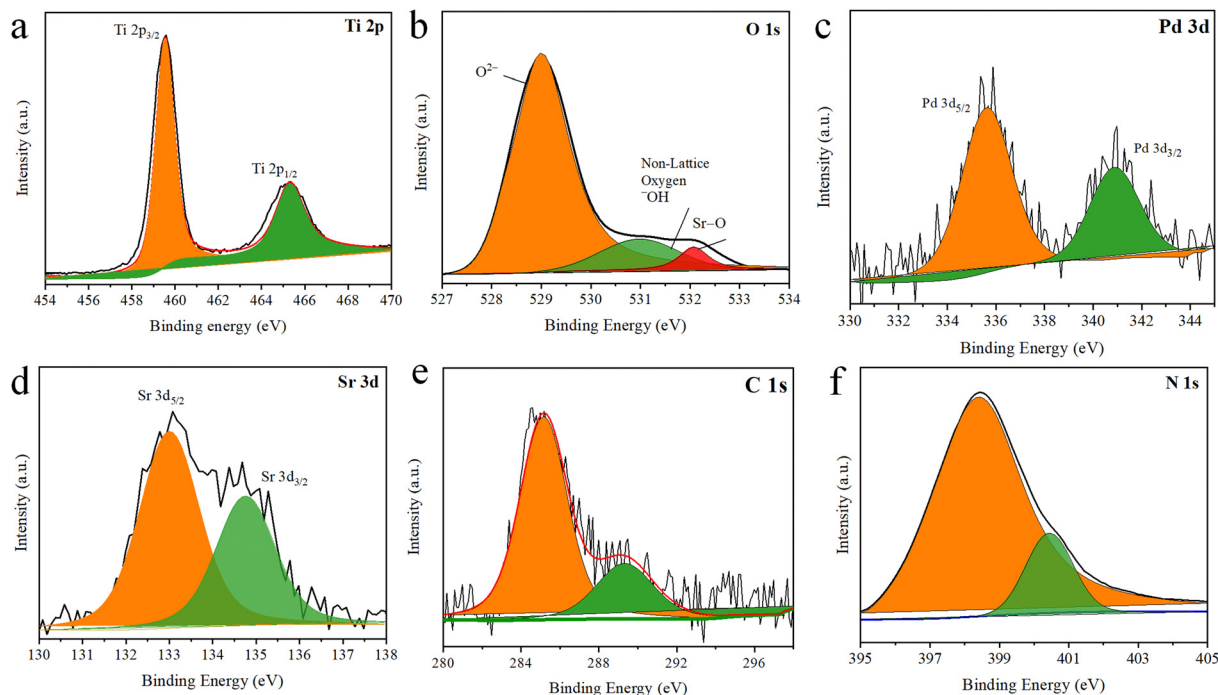 a
Ti 2p
Ti 2p3/2
Ti 2p1/2
Intensity (a.u.)
454 456 458 460 462 464 466 468 470
Binding energy (eV)
b
O 1s
O2−
Non-Lattice
Oxygen
−OH
Sr−O
Intensity (a.u.)
527 528 529 530 531 532 533 534
Binding Energy (eV)
c
Pd 3d
Pd 3d5/2
Pd 3d3/2
Intensity (a.u.)
330 332 334 336 338 340 342 344
Binding Energy (eV)
d
Sr 3d
Sr 3d5/2
Sr 3d3/2
Intensity (a.u.)
130 131 132 133 134 135 136 137 138
Binding Energy (eV)
e
C 1s
Intensity (a.u.)
280 284 288 292 296
Binding Energy (eV)
f
N 1s
Intensity (a.u.)
395 397 399 401 403 405
Binding Energy (eV)